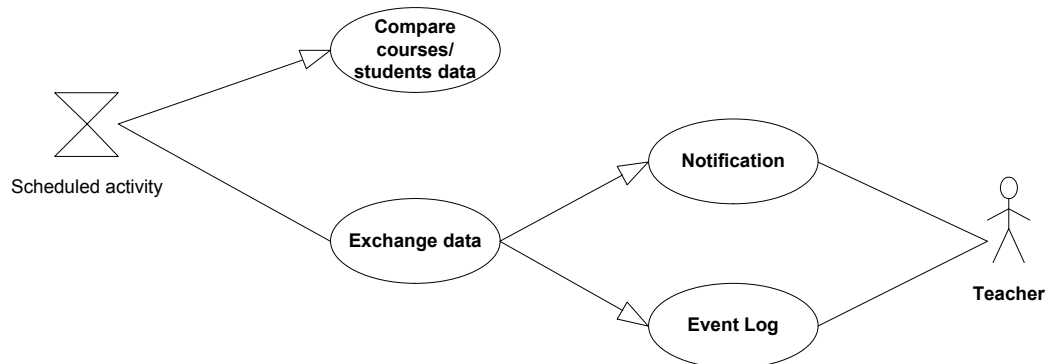 Compare
courses/
students data
Scheduled activity
Notification
Exchange data
Teacher
Event Log